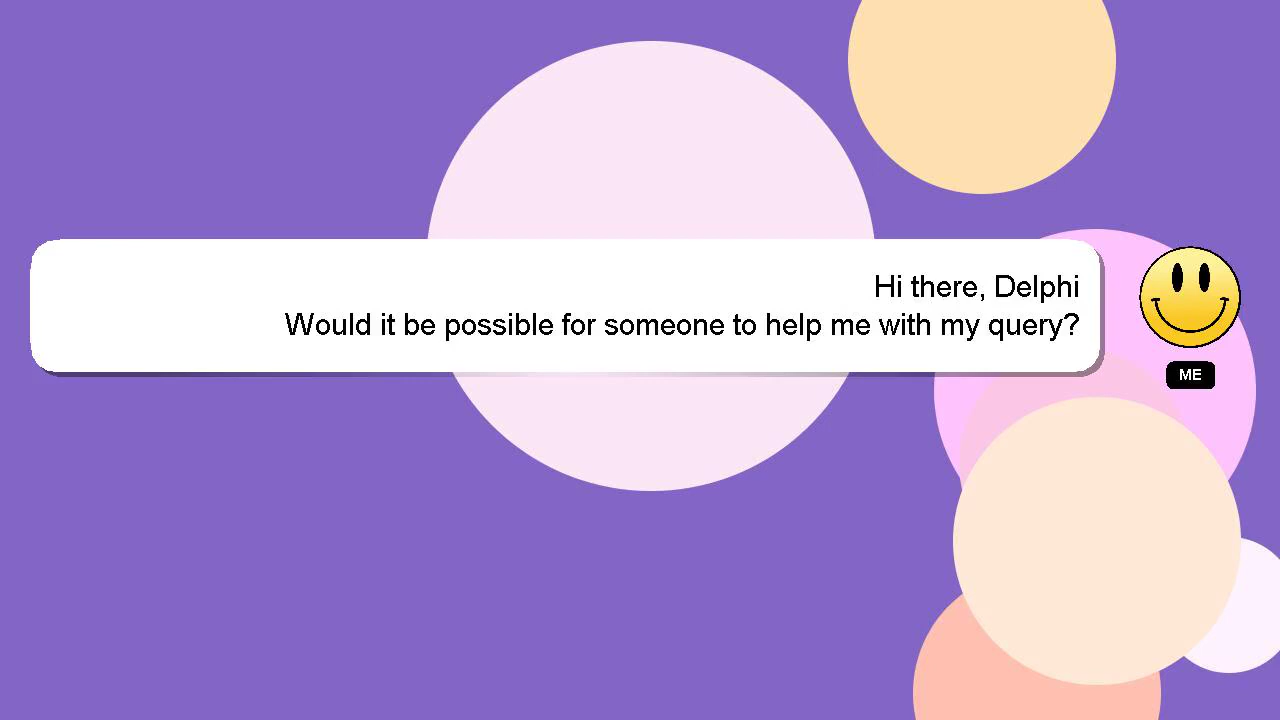 Hi there, Delphi
Would it be possible for someone to help me with my query?
ME